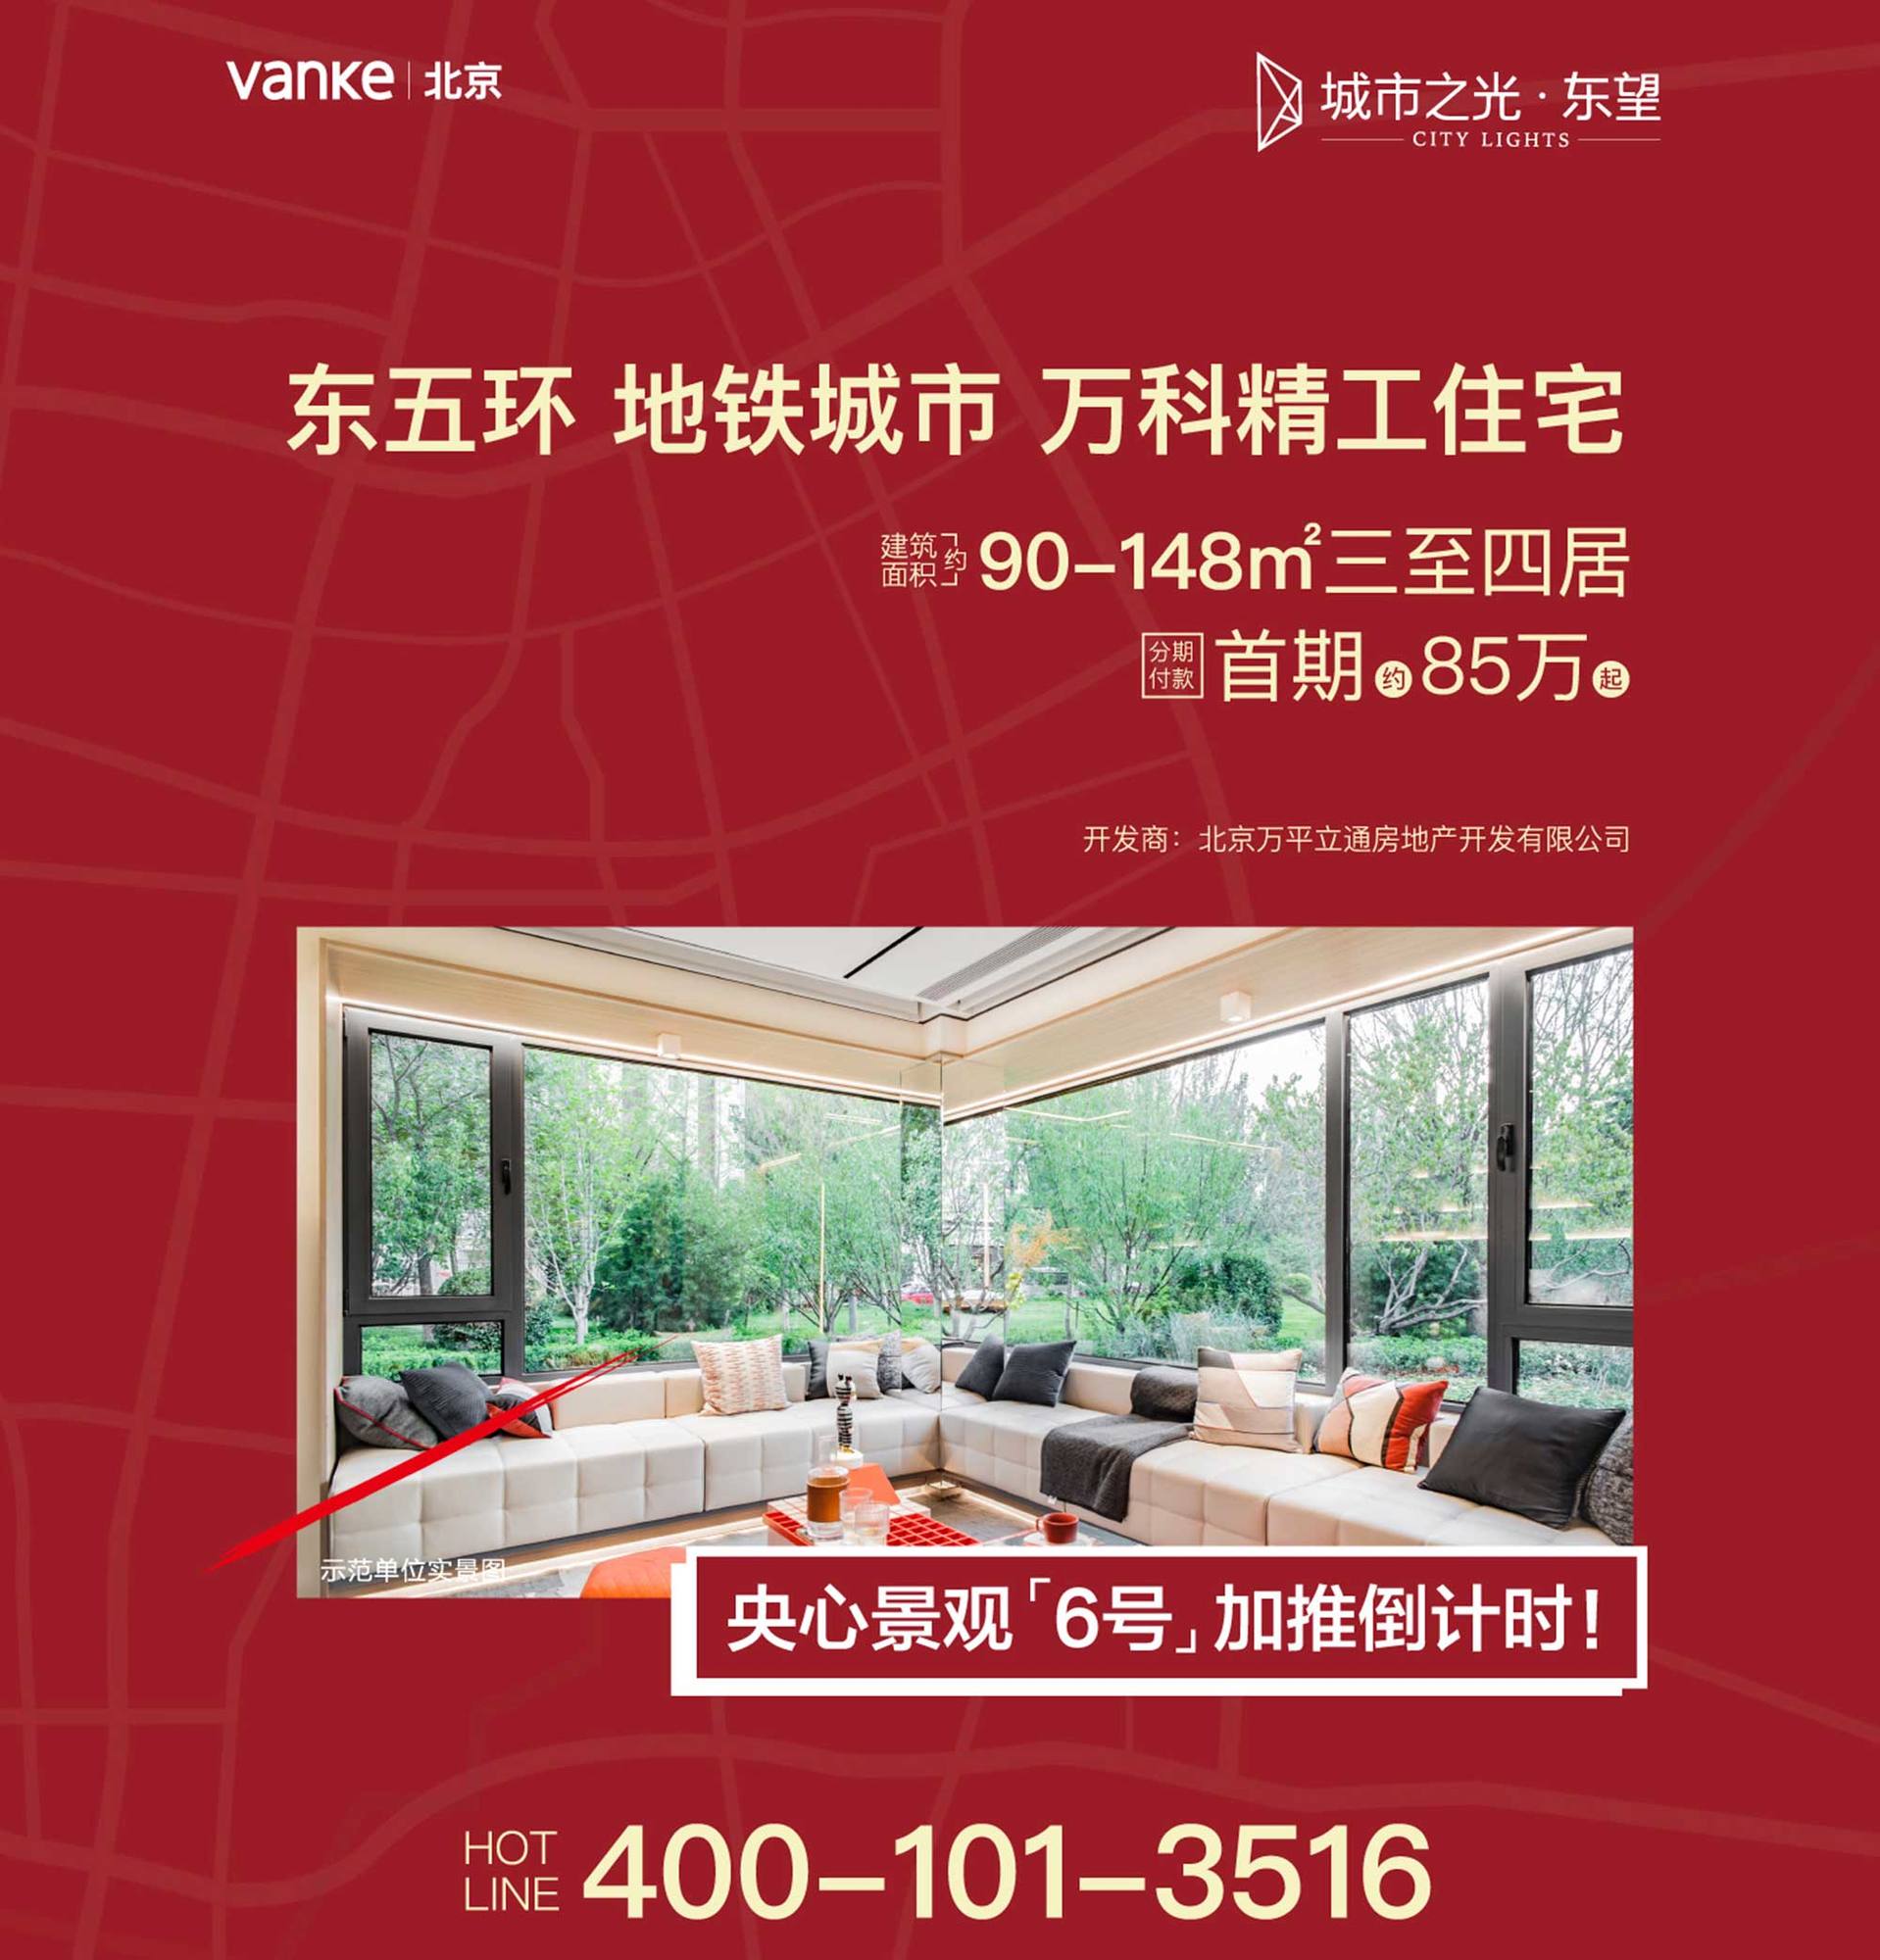 vanke 北京
城市之光·东望
CITY LIGHTS
东五环 地铁城市 万科精工住宅
建筑面积约 90-148㎡三至四居
分期付款 首期约85万起
开发商：北京万平立通房地产开发有限公司
示范单位实景图
央心景观「6号」加推倒计时！
HOT LINE 400-101-3516